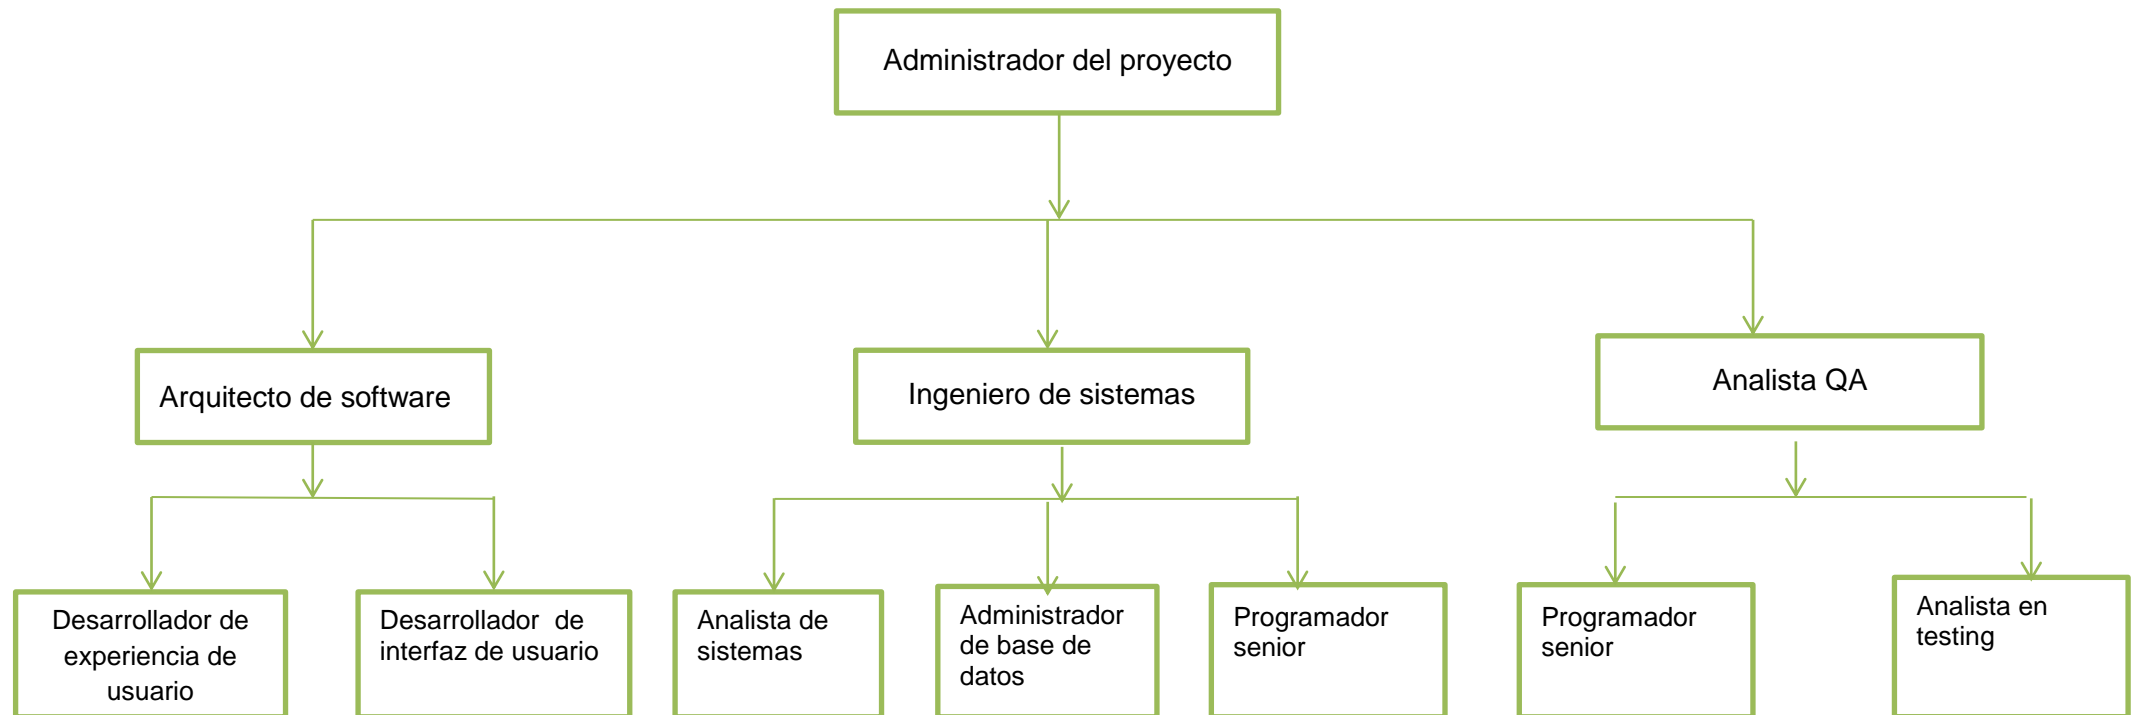 Administrador del proyecto
Arquitecto de software
Ingeniero de sistemas
Analista QA
Desarrollador de
experiencia de
usuario
Desarrollador  de
interfaz de usuario
Analista de
sistemas
Administrador
de base de
datos
Programador
senior
Programador
senior
Analista en
testing